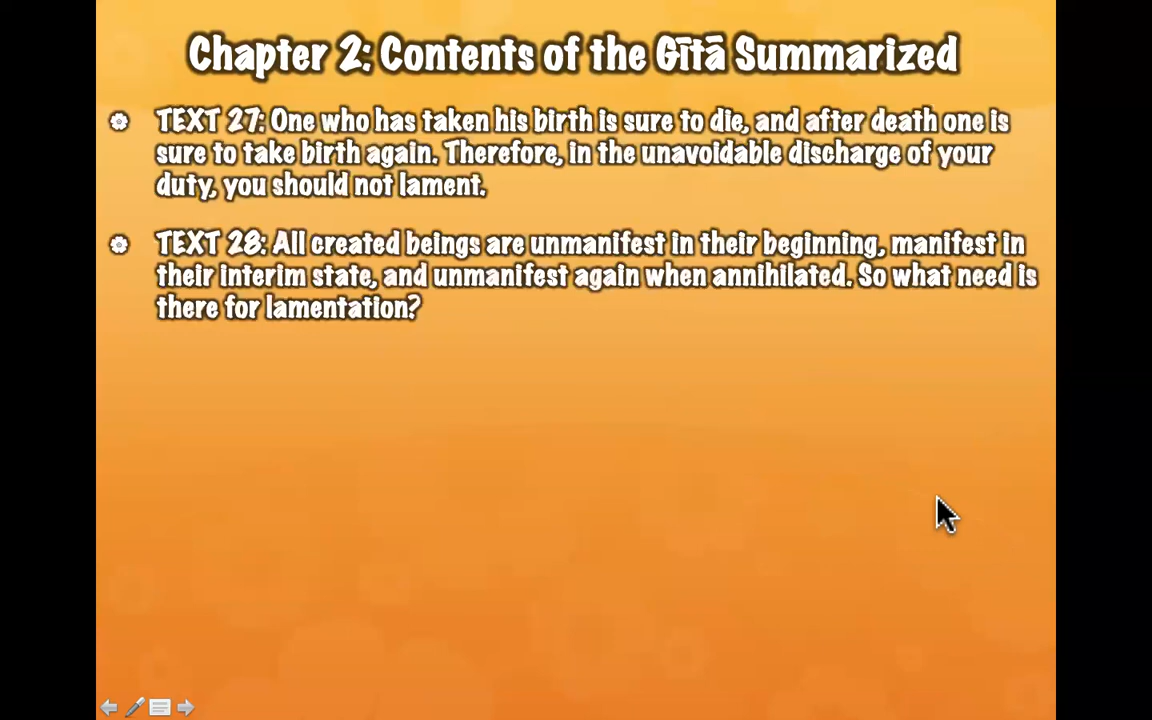 Chapter 2: Contents of the Gītā Summarized
TEXT 27: One who has taken his birth is sure to die, and after death one is
sure to take birth again. Therefore, in the unavoidable discharge of your
duty, you should not lament.
TEXT 28: All created beings are unmanifest in their beginning, manifest in
their interim state, and unmanifest again when annihilated. So what need is
there for lamentation?